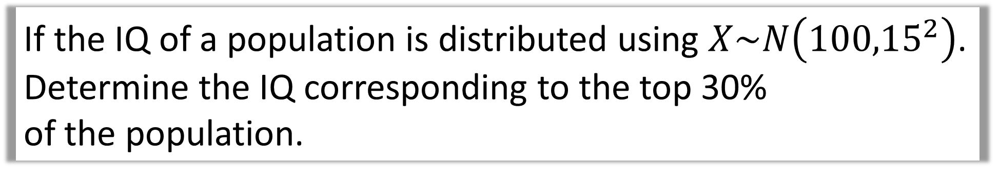 If the IQ of a population is distributed using 𝑋~𝑁(100,15²).
Determine the IQ corresponding to the top 30%
of the population.